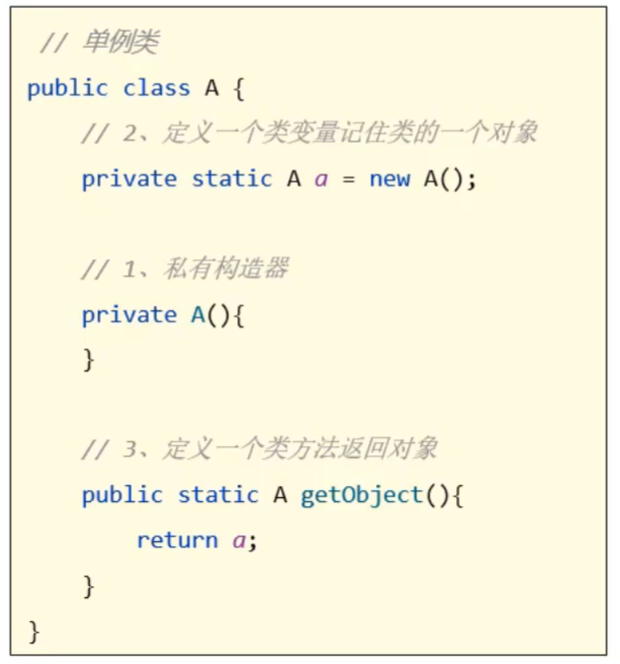 // 单例类
public class A {
// 2、定义一个类变量记住类的一个对象
private static A a = new A();
// 1、私有构造器
private A(){
}
// 3、定义一个类方法返回对象
public static A getObject(){
return a;
}
}